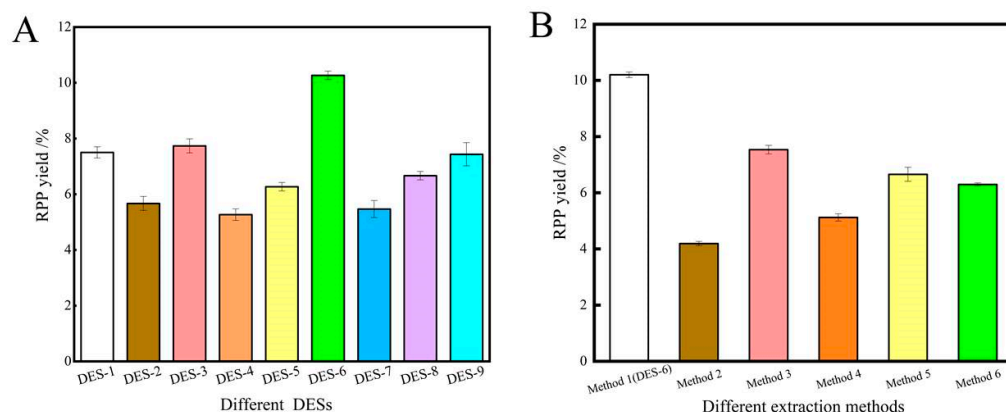 A
RPP yield /%
12
10
8
6
4
2
0
DES-1
DES-2
DES-3
DES-4
DES-5
DES-6
DES-7
DES-8
DES-9
Different DESs
B
RPP yield /%
12
10
8
6
4
2
0
Method 1(DES-6)
Method 2
Method 3
Method 4
Method 5
Method 6
Different extraction methods